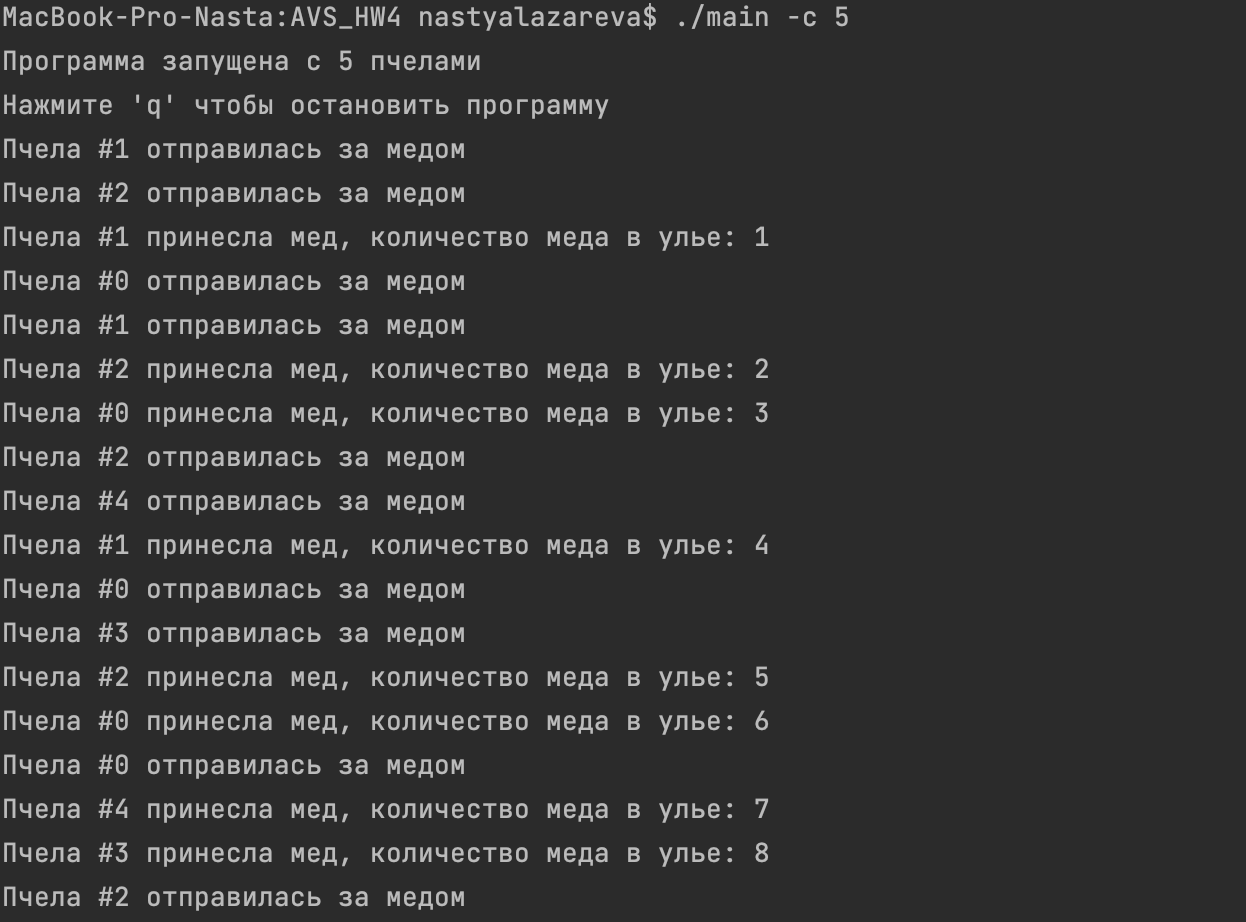 MacBook-Pro-Nasta:AVS_HW4 nastyalazareva$ ./main -c 5
Программа запущена с 5 пчелами
Нажмите 'q' чтобы остановить программу
Пчела #1 отправилась за медом
Пчела #2 отправилась за медом
Пчела #1 принесла мед, количество меда в улье: 1
Пчела #0 отправилась за медом
Пчела #1 отправилась за медом
Пчела #2 принесла мед, количество меда в улье: 2
Пчела #0 принесла мед, количество меда в улье: 3
Пчела #2 отправилась за медом
Пчела #4 отправилась за медом
Пчела #1 принесла мед, количество меда в улье: 4
Пчела #0 отправилась за медом
Пчела #3 отправилась за медом
Пчела #2 принесла мед, количество меда в улье: 5
Пчела #0 принесла мед, количество меда в улье: 6
Пчела #0 отправилась за медом
Пчела #4 принесла мед, количество меда в улье: 7
Пчела #3 принесла мед, количество меда в улье: 8
Пчела #2 отправилась за медом